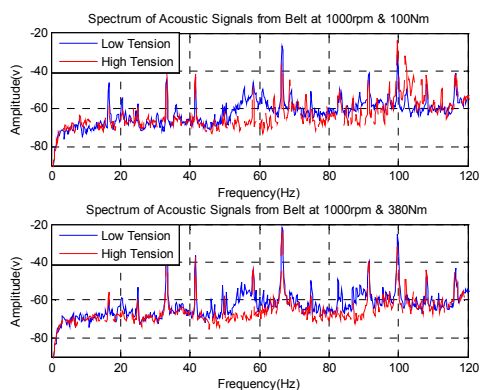 Spectrum of Acoustic Signals from Belt at 1000rpm & 100Nm
-20
-40
-60
-80
Amplitude(v)
Low Tension
High Tension
0 20 40 60 80 100 120
Frequency(Hz)
Spectrum of Acoustic Signals from Belt at 1000rpm & 380Nm
-20
-40
-60
-80
Amplitude(v)
Low Tension
High Tension
0 20 40 60 80 100 120
Frequency(Hz)